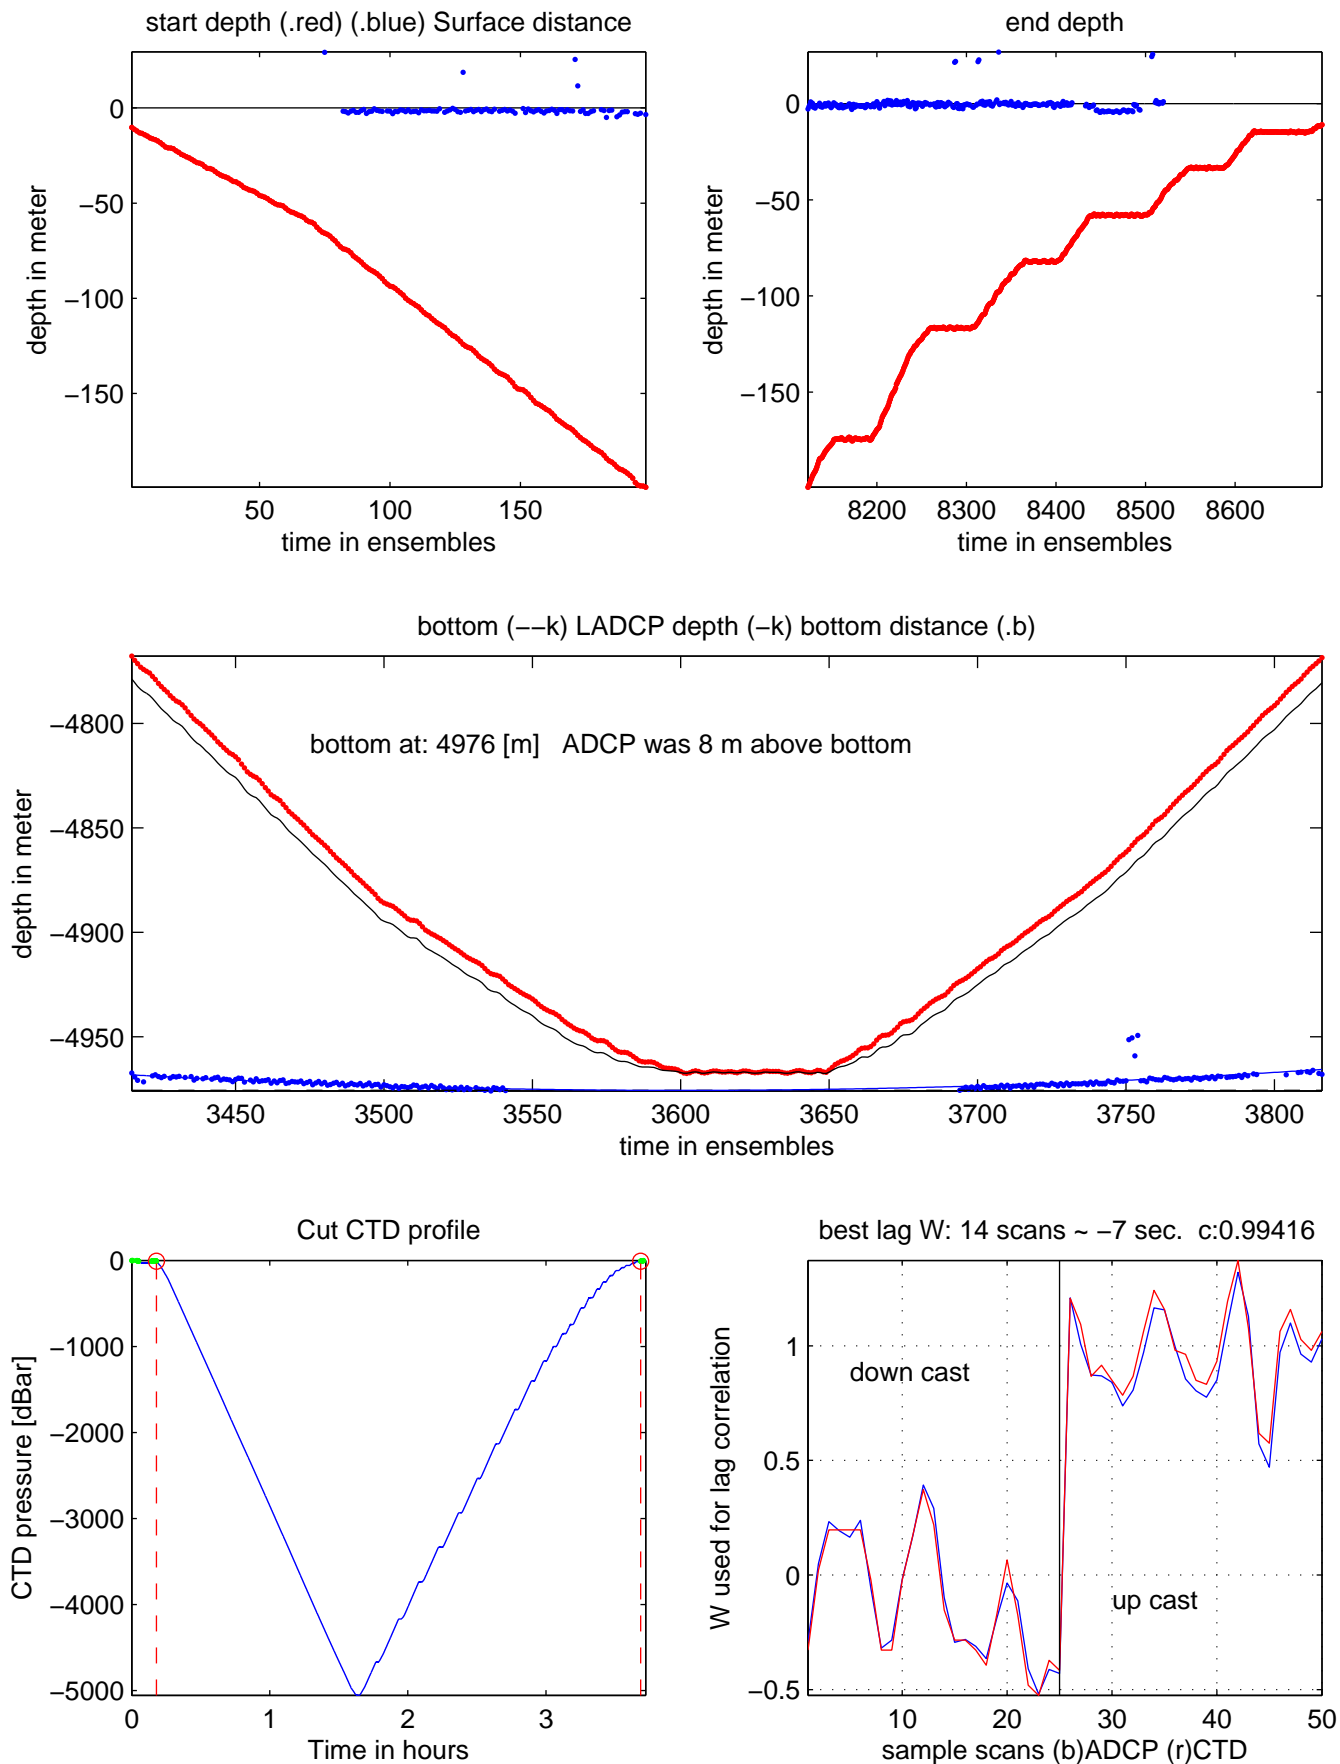 start depth (.red) (.blue) Surface distance
end depth
0
−50
−100
−150
depth in meter
50
100
150
time in ensembles
0
−50
−100
−150
depth in meter
8200
8300
8400
8500
8600
time in ensembles
bottom (−−k) LADCP depth (−k) bottom distance (.b)
−4800
−4850
−4900
−4950
depth in meter
bottom at: 4976 [m]   ADCP was 8 m above bottom
3450
3500
3550
3600
3650
3700
3750
3800
time in ensembles
Cut CTD profile
0
−1000
−2000
−3000
−4000
−5000
CTD pressure [dBar]
0
1
2
3
Time in hours
best lag W: 14 scans ~ −7 sec.  c:0.99416
1
0.5
0
−0.5
W used for lag correlation
down cast
up cast
10
20
30
40
50
sample scans (b)ADCP (r)CTD